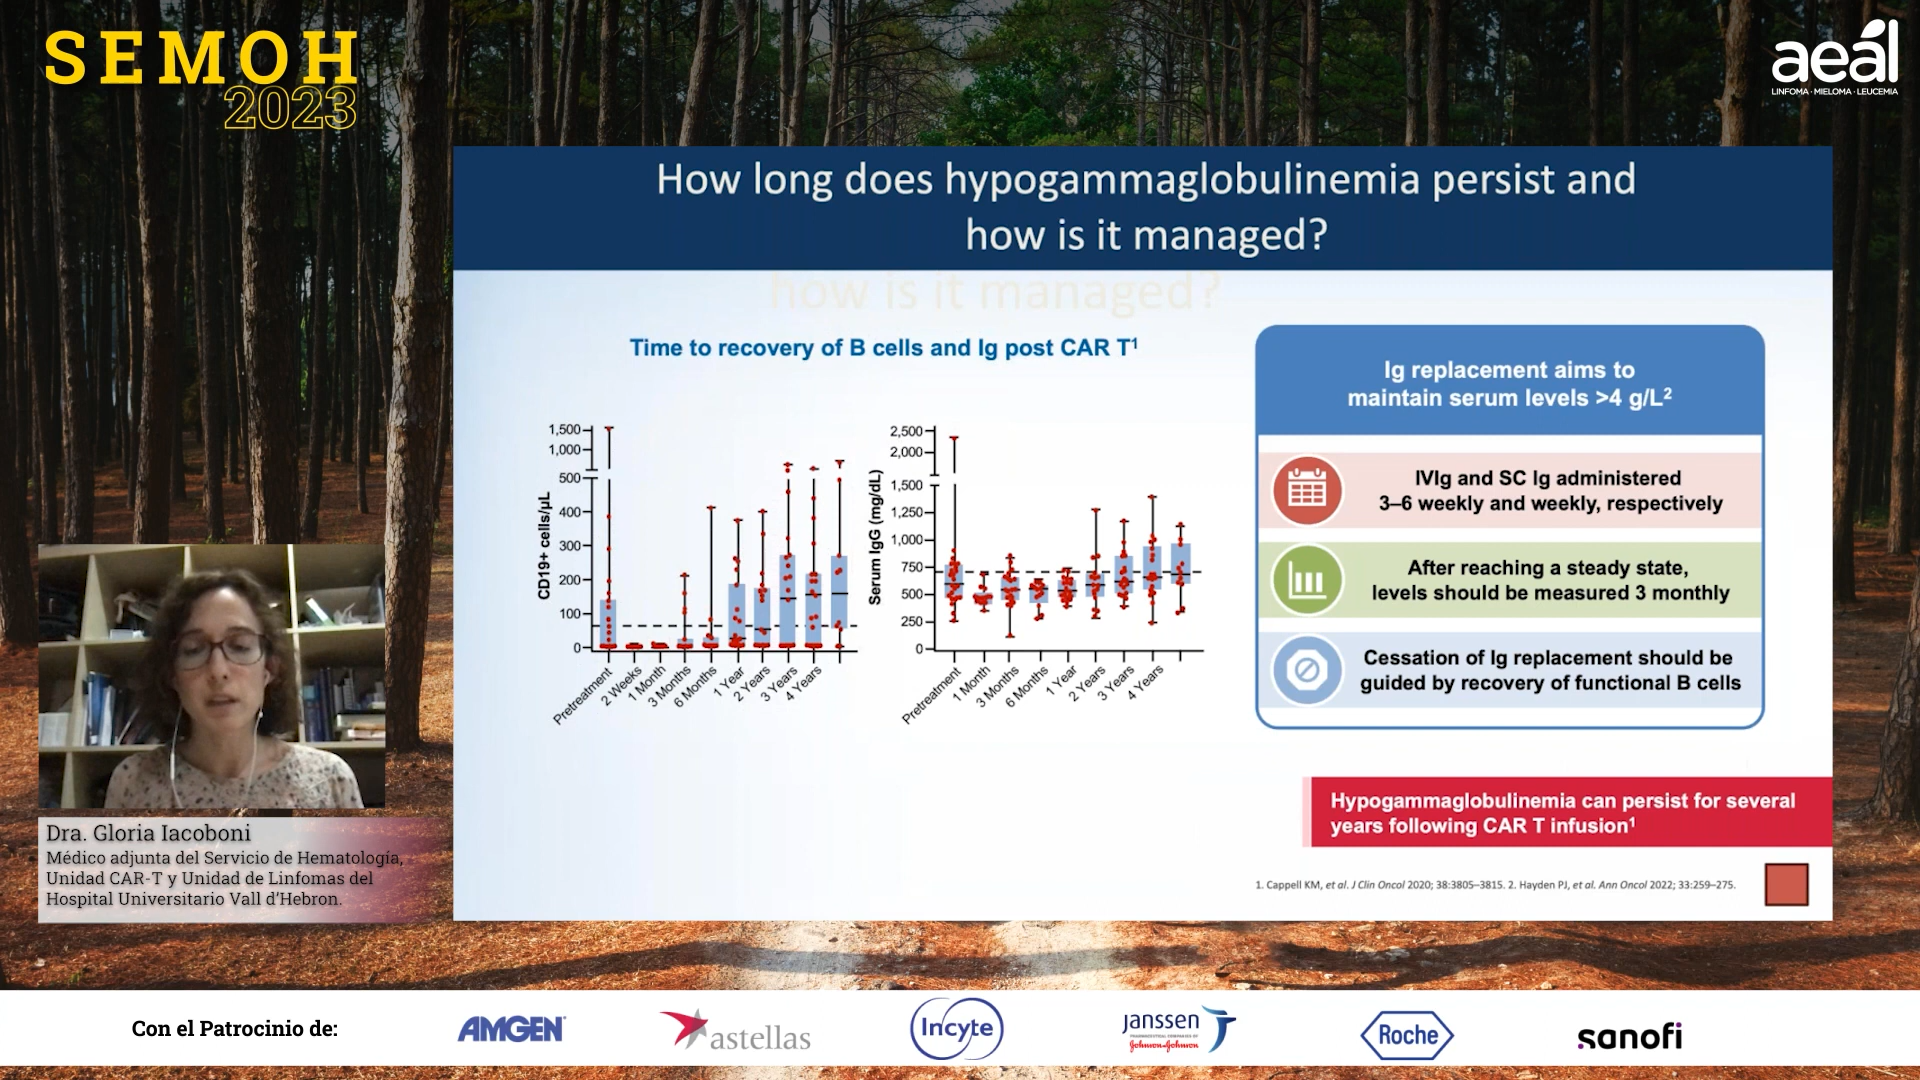 SEMOH
2023
aeal
LINFOMA · MIELOMA · LEUCEMIA
How long does hypogammaglobulinemia persist and
how is it managed?
how is it managed?
Time to recovery of B cells and Ig post CAR T¹
CD19+ cells/µL
1,500
1,000
500
400
300
200
100
0
Pretreatment
2 Weeks
1 Month
3 Months
6 Months
1 Year
2 Years
3 Years
4 Years
Serum IgG (mg/dL)
2,500
2,000
1,500
1,250
1,000
750
500
250
0
Pretreatment
1 Month
3 Months
6 Months
1 Year
2 Years
3 Years
4 Years
Ig replacement aims to
maintain serum levels >4 g/L²
IVIg and SC Ig administered
3–6 weekly and weekly, respectively
After reaching a steady state,
levels should be measured 3 monthly
Cessation of Ig replacement should be
guided by recovery of functional B cells
Hypogammaglobulinemia can persist for several
years following CAR T infusion¹
1. Cappell KM, et al. J Clin Oncol 2020; 38:3805–3815. 2. Hayden PJ, et al. Ann Oncol 2022; 33:259–275.
Dra. Gloria Iacoboni
Médico adjunta del Servicio de Hematología,
Unidad CAR-T y Unidad de Linfomas del
Hospital Universitario Vall d'Hebron.
Con el Patrocinio de:
AMGEN
astellas
Incyte
janssen
Johnson & Johnson
Roche
sanofi